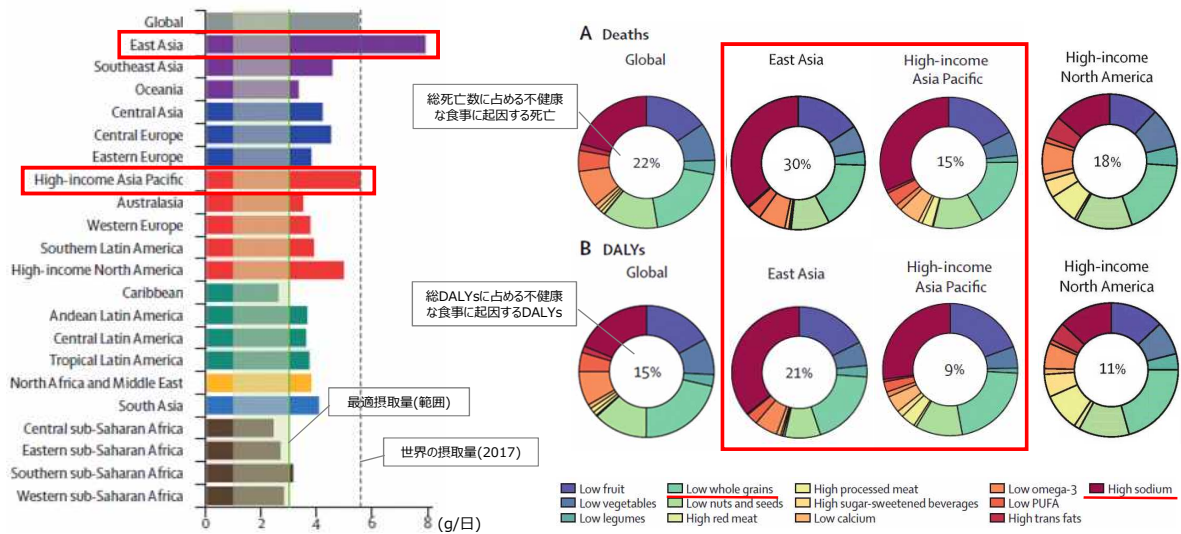 Global
East Asia
Southeast Asia
Oceania
Central Asia
Central Europe
Eastern Europe
High-income Asia Pacific
Australasia
Western Europe
Southern Latin America
High-income North America
Caribbean
Andean Latin America
Central Latin America
Tropical Latin America
North Africa and Middle East
South Asia
Central sub-Saharan Africa
Eastern sub-Saharan Africa
Southern sub-Saharan Africa
Western sub-Saharan Africa
0 2 4 6 8 (g/日)
最適摂取量(範囲)
世界の摂取量(2017)
A Deaths
Global
East Asia
High-income
Asia Pacific
High-income
North America
総死亡数に占める不健康
な食事に起因する死亡
22%
30%
15%
18%
B DALYs
Global
East Asia
High-income
Asia Pacific
High-income
North America
総DALYsに占める不健康
な食事に起因するDALYs
15%
21%
9%
11%
Low fruit
Low vegetables
Low legumes
Low whole grains
Low nuts and seeds
High red meat
High processed meat
High sugar-sweetened beverages
Low calcium
Low omega-3
Low PUFA
High trans fats
High sodium